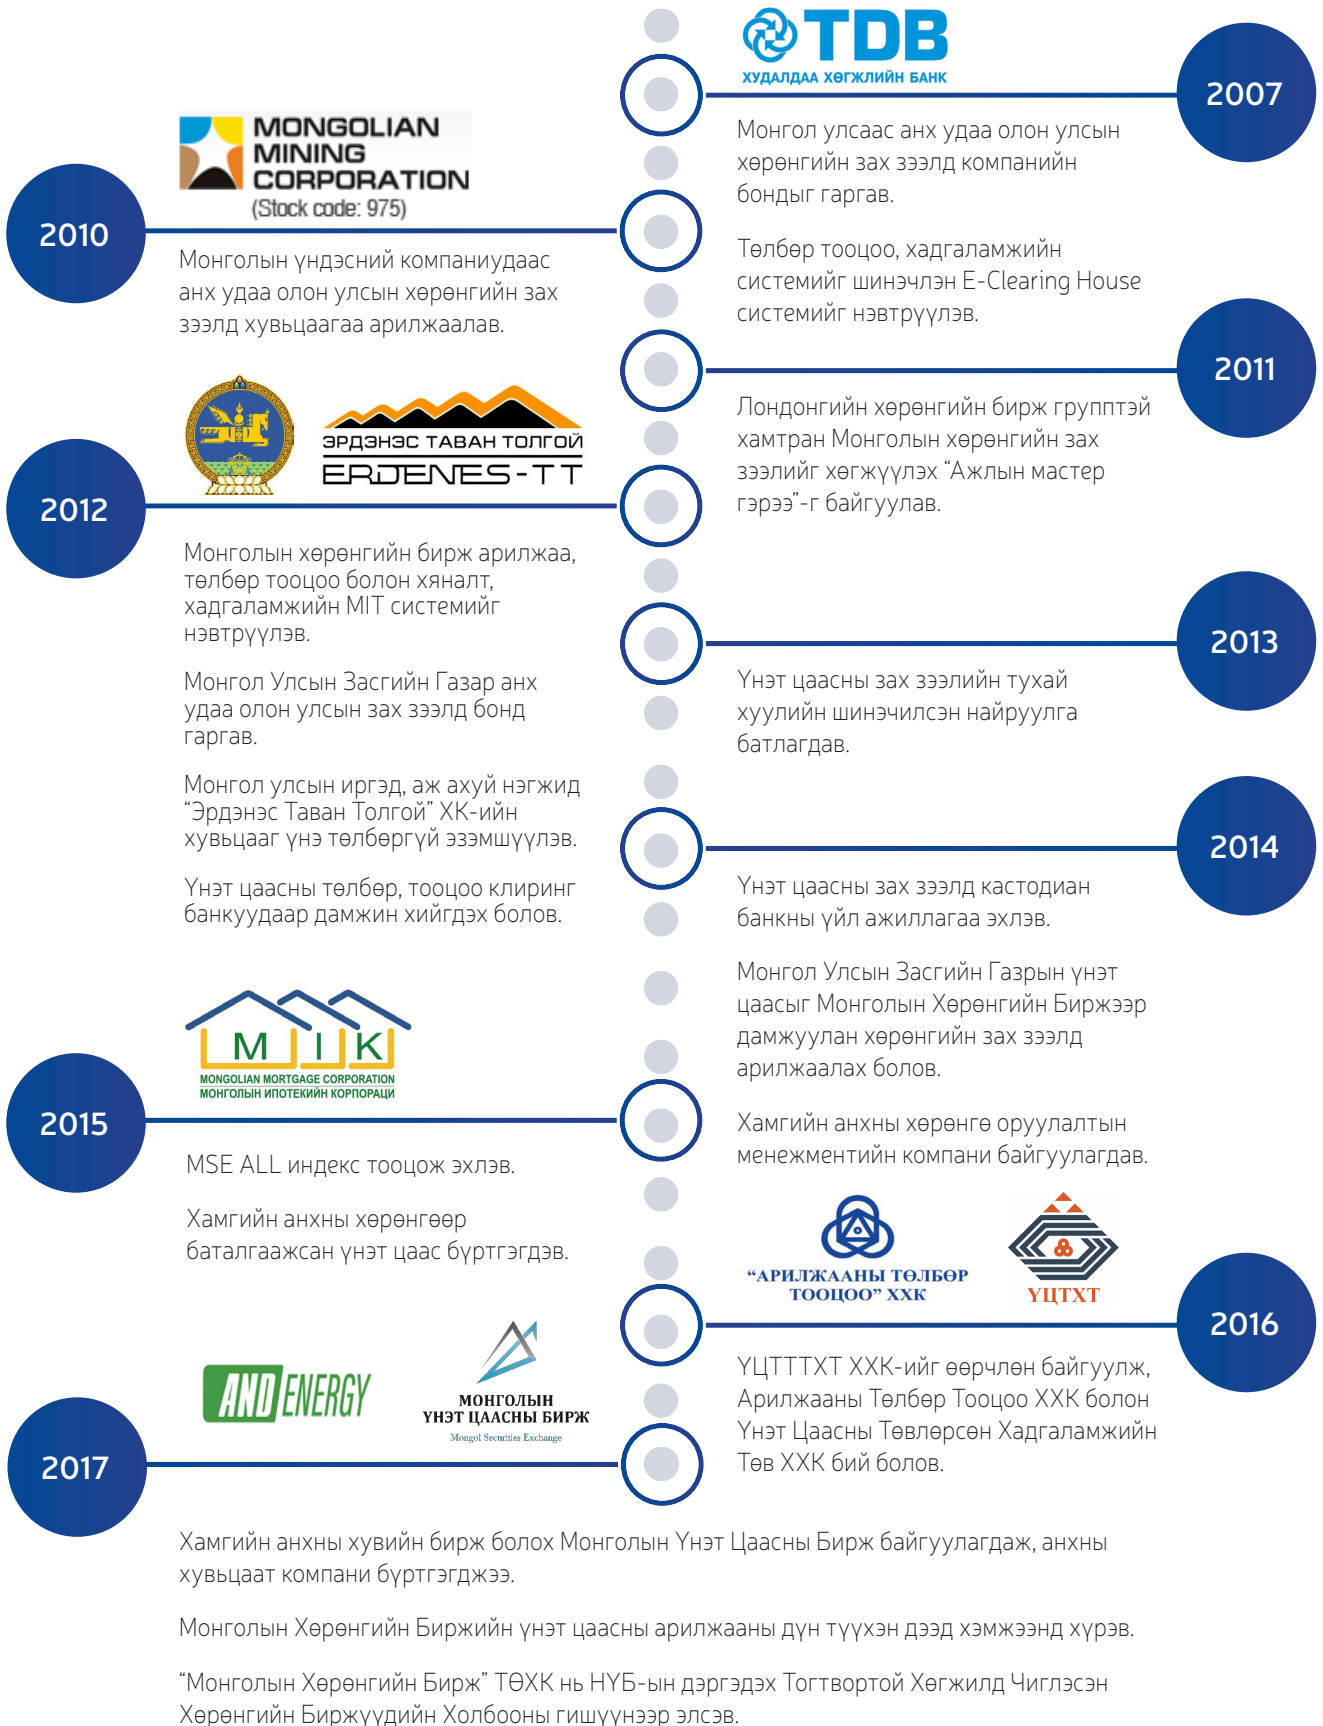 TDB
ХУДАЛДАА ХӨГЖЛИЙН БАНК
2007
Монгол улсаас анх удаа олон улсын
хөрөнгийн зах зээлд компанийн
бондыг гаргав.
Төлбөр тооцоо, хадгаламжийн
системийг шинэчлэн E-Clearing House
системийг нэвтрүүлэв.
MONGOLIAN
MINING
CORPORATION
(Stock code: 975)
2010
Монголын үндэсний компаниудаас
анх удаа олон улсын хөрөнгийн зах
зээлд хувьцаагаа арилжаалав.
2011
Лондонгийн хөрөнгийн бирж групптэй
хамтран Монголын хөрөнгийн зах
зээлийг хөгжүүлэх “Ажлын мастер
гэрээ”-г байгуулав.
ЭРДЭНЭС ТАВАН ТОЛГОЙ
ERDENES-TT
2012
Монголын хөрөнгийн бирж арилжаа,
төлбөр тооцоо болон хяналт,
хадгаламжийн MIT системийг
нэвтрүүлэв.
Монгол Улсын Засгийн Газар анх
удаа олон улсын зах зээлд бонд
гаргав.
Монгол улсын иргэд, аж ахуй нэгжид
“Эрдэнэс Таван Толгой” ХК-ийн
хувьцааг үнэ төлбөргүй эзэмшүүлэв.
Үнэт цаасны төлбөр, тооцоо клиринг
банкуудаар дамжин хийгдэх болов.
2013
Үнэт цаасны зах зээлийн тухай
хуулийн шинэчилсэн найруулга
батлагдав.
2014
Үнэт цаасны зах зээлд кастодиан
банкны үйл ажиллагаа эхлэв.
Монгол Улсын Засгийн Газрын үнэт
цаасыг Монголын Хөрөнгийн Биржээр
дамжуулан хөрөнгийн зах зээлд
арилжаалах болов.
Хамгийн анхны хөрөнгө оруулалтын
менежментийн компани байгуулагдав.
M I K
MONGOLIAN MORTGAGE CORPORATION
МОНГОЛЫН ИПОТЕКИЙН КОРПОРАЦИ
2015
MSE ALL индекс тооцож эхлэв.
Хамгийн анхны хөрөнгөөр
баталгаажсан үнэт цаас бүртгэгдэв.
“АРИЛЖААНЫ ТӨЛБӨР
ТООЦОО” ХХК
ҮЦТХТ
2016
ҮЦТТТХТ ХХК-ийг өөрчлөн байгуулж,
Арилжааны Төлбөр Тооцоо ХХК болон
Үнэт Цаасны Төвлөрсөн Хадгаламжийн
Төв ХХК бий болов.
AND ENERGY
МОНГОЛЫН
ҮНЭТ ЦААСНЫ БИРЖ
Mongol Securities Exchange
2017
Хамгийн анхны хувийн бирж болох Монголын Үнэт Цаасны Бирж байгуулагдаж, анхны
хувьцаат компани бүртгэгджээ.
Монголын Хөрөнгийн Биржийн үнэт цаасны арилжааны дүн түүхэн дээд хэмжээнд хүрэв.
“Монголын Хөрөнгийн Бирж” ТӨХК нь НҮБ-ын дэргэдэх Тогтвортой Хөгжилд Чиглэсэн
Хөрөнгийн Биржүүдийн Холбооны гишүүнээр элсэв.